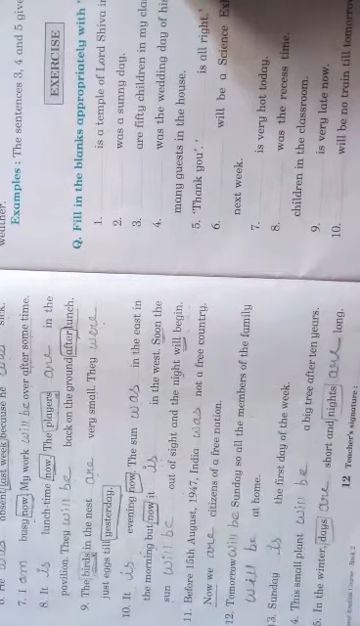 absent last week because he was sick.
7. I am busy now. My work will be over after some time.
8. It is lunch-time now. The players are in the
pavilion. They will be back on the ground after lunch.
9. The birds in the nest are very small. They were
just eggs till yesterday.
10. It is evening now. The sun was in the east in
the morning but now it is in the west. Soon the
sun will be out of sight and the night will begin.
11. Before 15th August, 1947, India was not a free country.
Now we are citizens of a free nation.
12. Tomorrow will be Sunday so all the members of the family
will be at home.
13. Sunday is the first day of the week.
4. This small plant will be a big tree after ten years.
5. In the winter, days are short and nights are long.
12 Teacher's signature :
English Course Book 2
weather.
Examples : The sentences 3, 4 and 5 give
EXERCISE
Q. Fill in the blanks appropriately with '
1. is a temple of Lord Shiva in
2. was a sunny day.
3. are fifty children in my cla
4. was the wedding day of hi
many guests in the house.
5. 'Thank you'. ' is all right.'
6. will be a Science Exi
next week.
7. is very hot today.
8. was the recess time.
children in the classroom.
9. is very late now.
10. will be no train till tomorrow